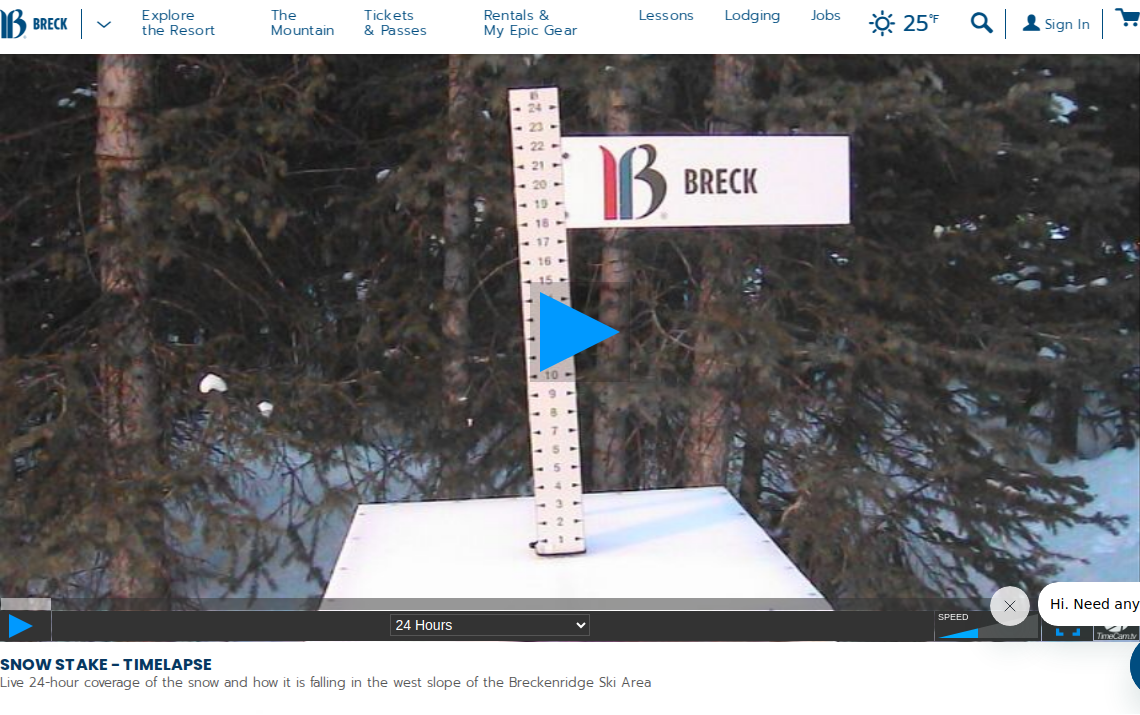 BRECK
Explore
the Resort
The
Mountain
Tickets
& Passes
Rentals &
My Epic Gear
Lessons
Lodging
Jobs
25°F
Sign In
B
24
23
22
21
20
19
18
17
16
15
10
9
8
7
5
4
3
2
1
BRECK
24 Hours
SPEED
Hi. Need any
TimeCam.tv
SNOW STAKE – TIMELAPSE
Live 24-hour coverage of the snow and how it is falling in the west slope of the Breckenridge Ski Area